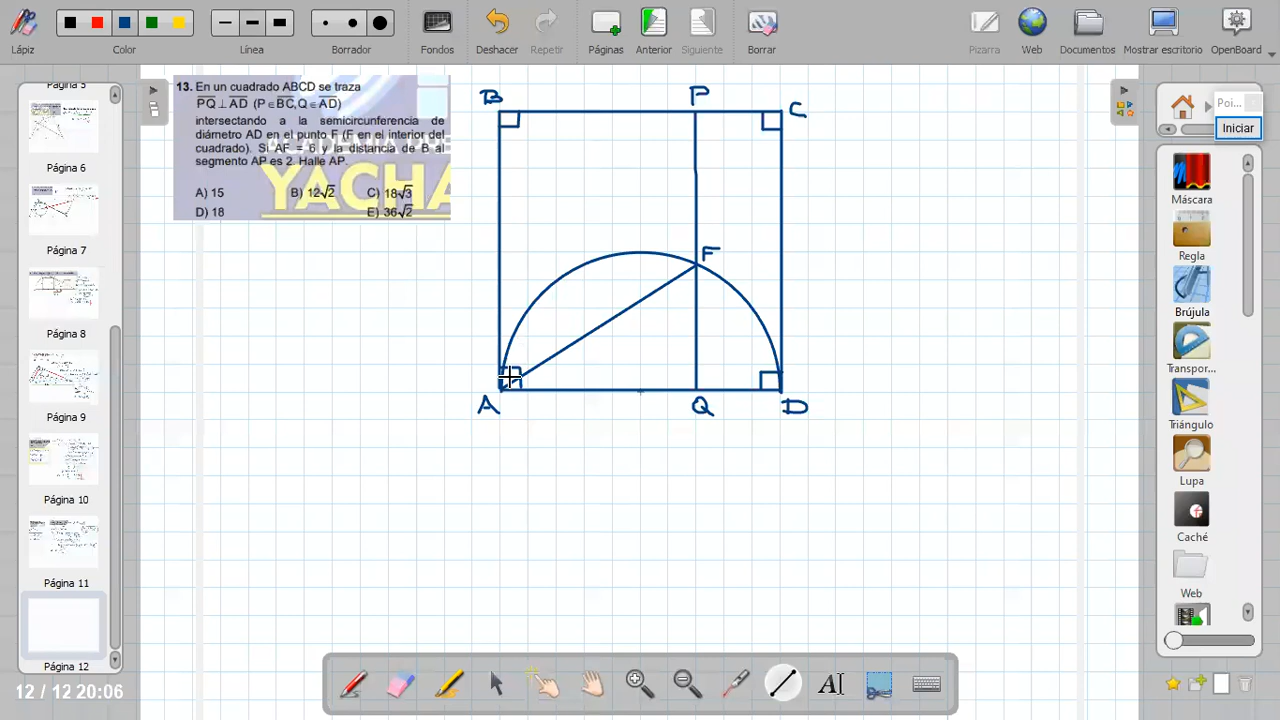 Lápiz Color Línea Borrador Fondos Deshacer Repetir Páginas Anterior Siguiente Borrar Pizarra Web Documentos Mostrar escritorio OpenBoard
Página 6
Página 7
Página 8
Página 9
Página 10
Página 11
Página 12
12 / 12 20:06
13. En un cuadrado ABCD se traza
PQ ⊥ AD (P ∈ BC, Q ∈ AD)
intersectando a la semicircunferencia de
diámetro AD en el punto F (F en el interior del
cuadrado). Si AF = 6 y la distancia de B al
segmento AP es 2. Halle AP.
A) 15 B) 12√2 C) 18√3
D) 18 E) 36√2
YACHA
B P C
F
A Q D
Poi...
Iniciar
Máscara
Regla
Brújula
Transpor...
Triángulo
Lupa
Caché
Web